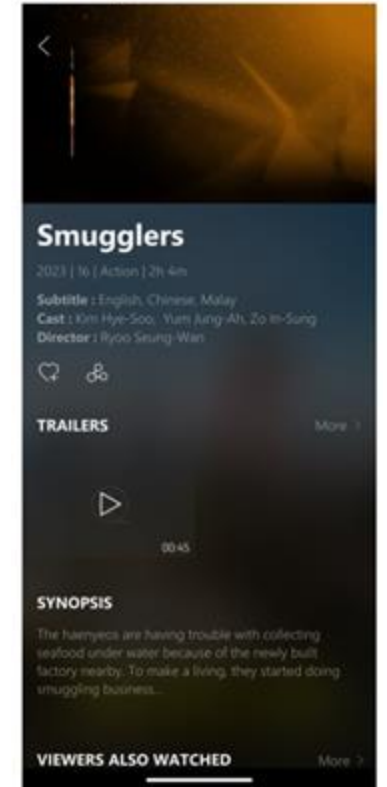 Smugglers
2023 | 16 | Action | 2h 4m
Subtitle : English, Chinese, Malay
Cast : Kim Hye-Soo, Yum Jung-Ah, Zo In-Sung
Director : Ryoo Seung-Wan
TRAILERS More >
00:45
SYNOPSIS
The haenyeos are having trouble with collecting
seafood under water because of the newly built
factory nearby. To make a living, they started doing
smuggling business...
VIEWERS ALSO WATCHED More >